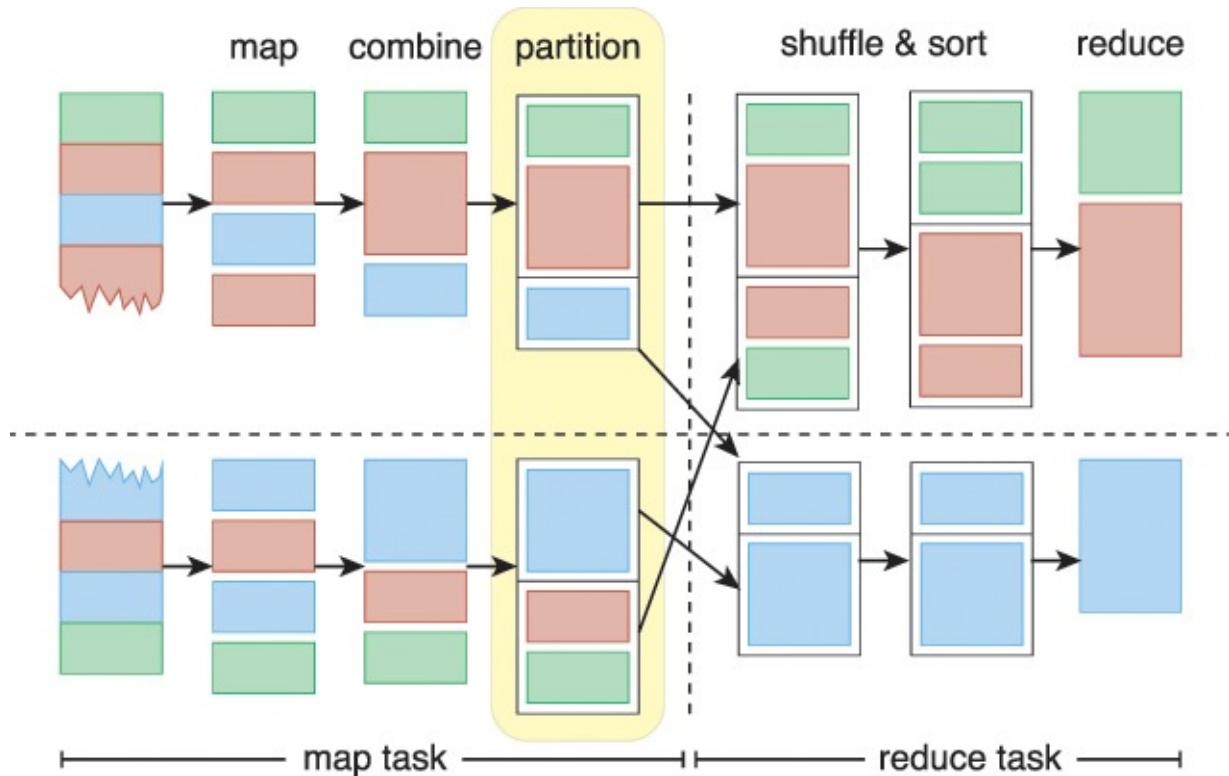 map
combine
partition
shuffle & sort
reduce
map task
reduce task